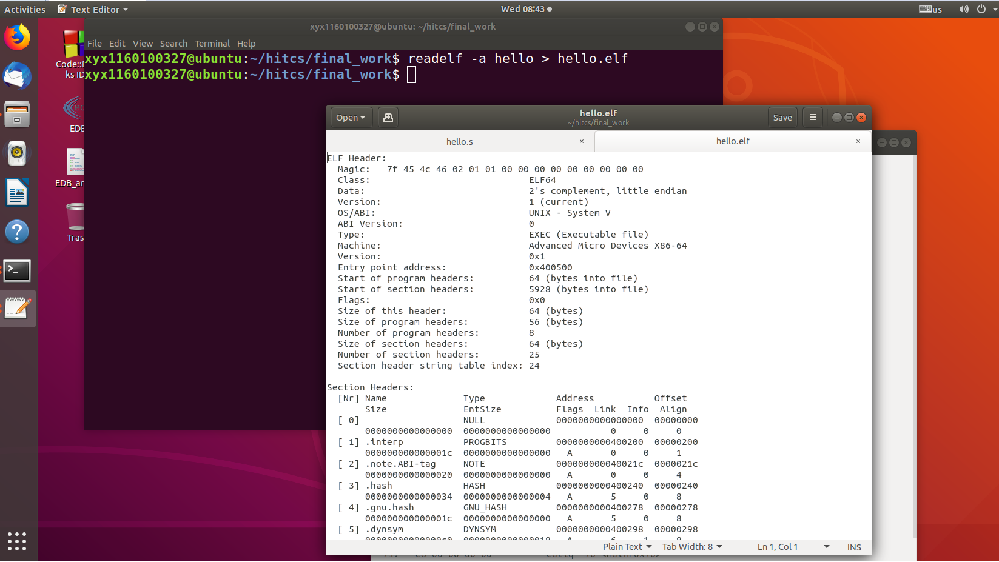 Activities Text Editor Wed 08:43 us
xyx1160100327@ubuntu: ~/hitcs/final_work
File Edit View Search Terminal Help
xyx1160100327@ubuntu:~/hitcs/final_work$ readelf -a hello > hello.elf
xyx1160100327@ubuntu:~/hitcs/final_work$
Code::
ks ID
EDB_
Tras
Open hello.elf Save
~/hitcs/final_work
hello.s × hello.elf ×
ELF Header:
Magic: 7f 45 4c 46 02 01 01 00 00 00 00 00 00 00 00 00
Class: ELF64
Data: 2's complement, little endian
Version: 1 (current)
OS/ABI: UNIX - System V
ABI Version: 0
Type: EXEC (Executable file)
Machine: Advanced Micro Devices X86-64
Version: 0x1
Entry point address: 0x400500
Start of program headers: 64 (bytes into file)
Start of section headers: 5928 (bytes into file)
Flags: 0x0
Size of this header: 64 (bytes)
Size of program headers: 56 (bytes)
Number of program headers: 8
Size of section headers: 64 (bytes)
Number of section headers: 25
Section header string table index: 24
Section Headers:
[Nr] Name Type Address Offset
Size EntSize Flags Link Info Align
[ 0] NULL 0000000000000000 00000000
0000000000000000 0000000000000000 0 0 0
[ 1] .interp PROGBITS 0000000000400200 00000200
000000000000001c 0000000000000000 A 0 0 1
[ 2] .note.ABI-tag NOTE 000000000040021c 0000021c
0000000000000020 0000000000000000 A 0 0 4
[ 3] .hash HASH 0000000000400240 00000240
0000000000000034 0000000000000004 A 5 0 8
[ 4] .gnu.hash GNU_HASH 0000000000400278 00000278
000000000000001c 0000000000000000 A 5 0 8
[ 5] .dynsym DYNSYM 0000000000400298 00000298
Plain Text Tab Width: 8 Ln 1, Col 1 INS